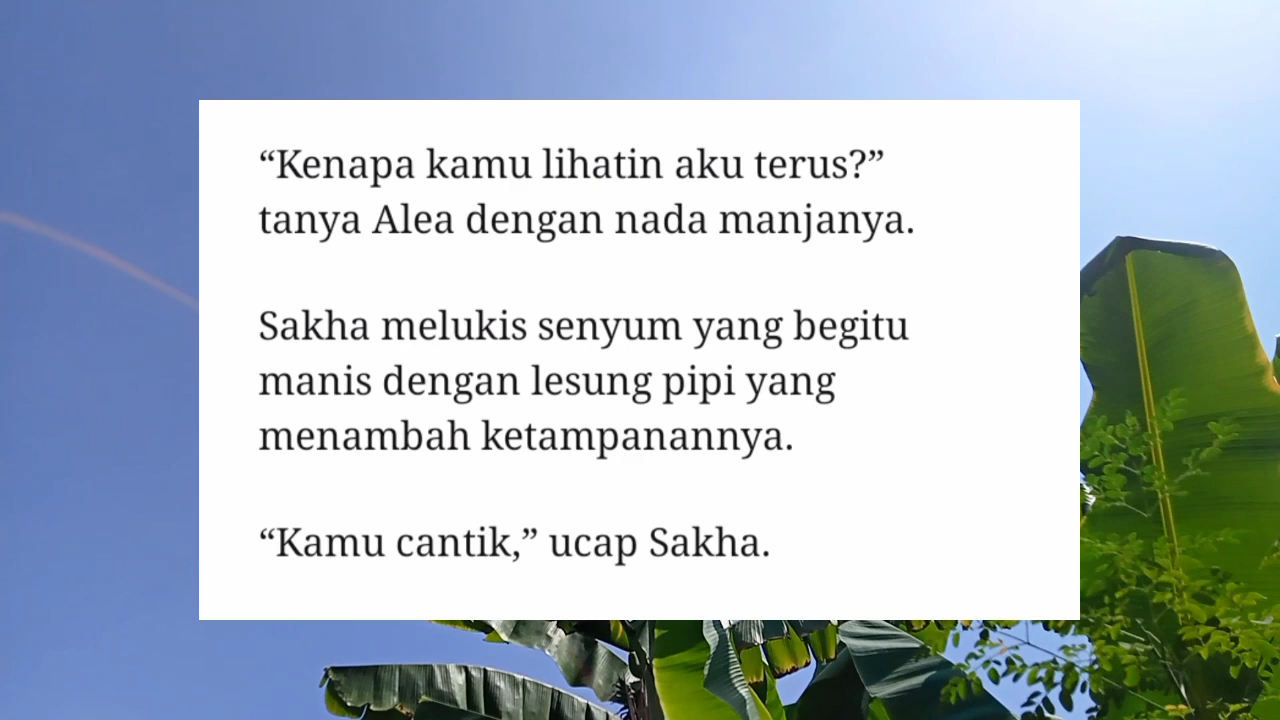 “Kenapa kamu lihatin aku terus?”
tanya Alea dengan nada manjanya.
Sakha melukis senyum yang begitu
manis dengan lesung pipi yang
menambah ketampanannya.
“Kamu cantik,” ucap Sakha.